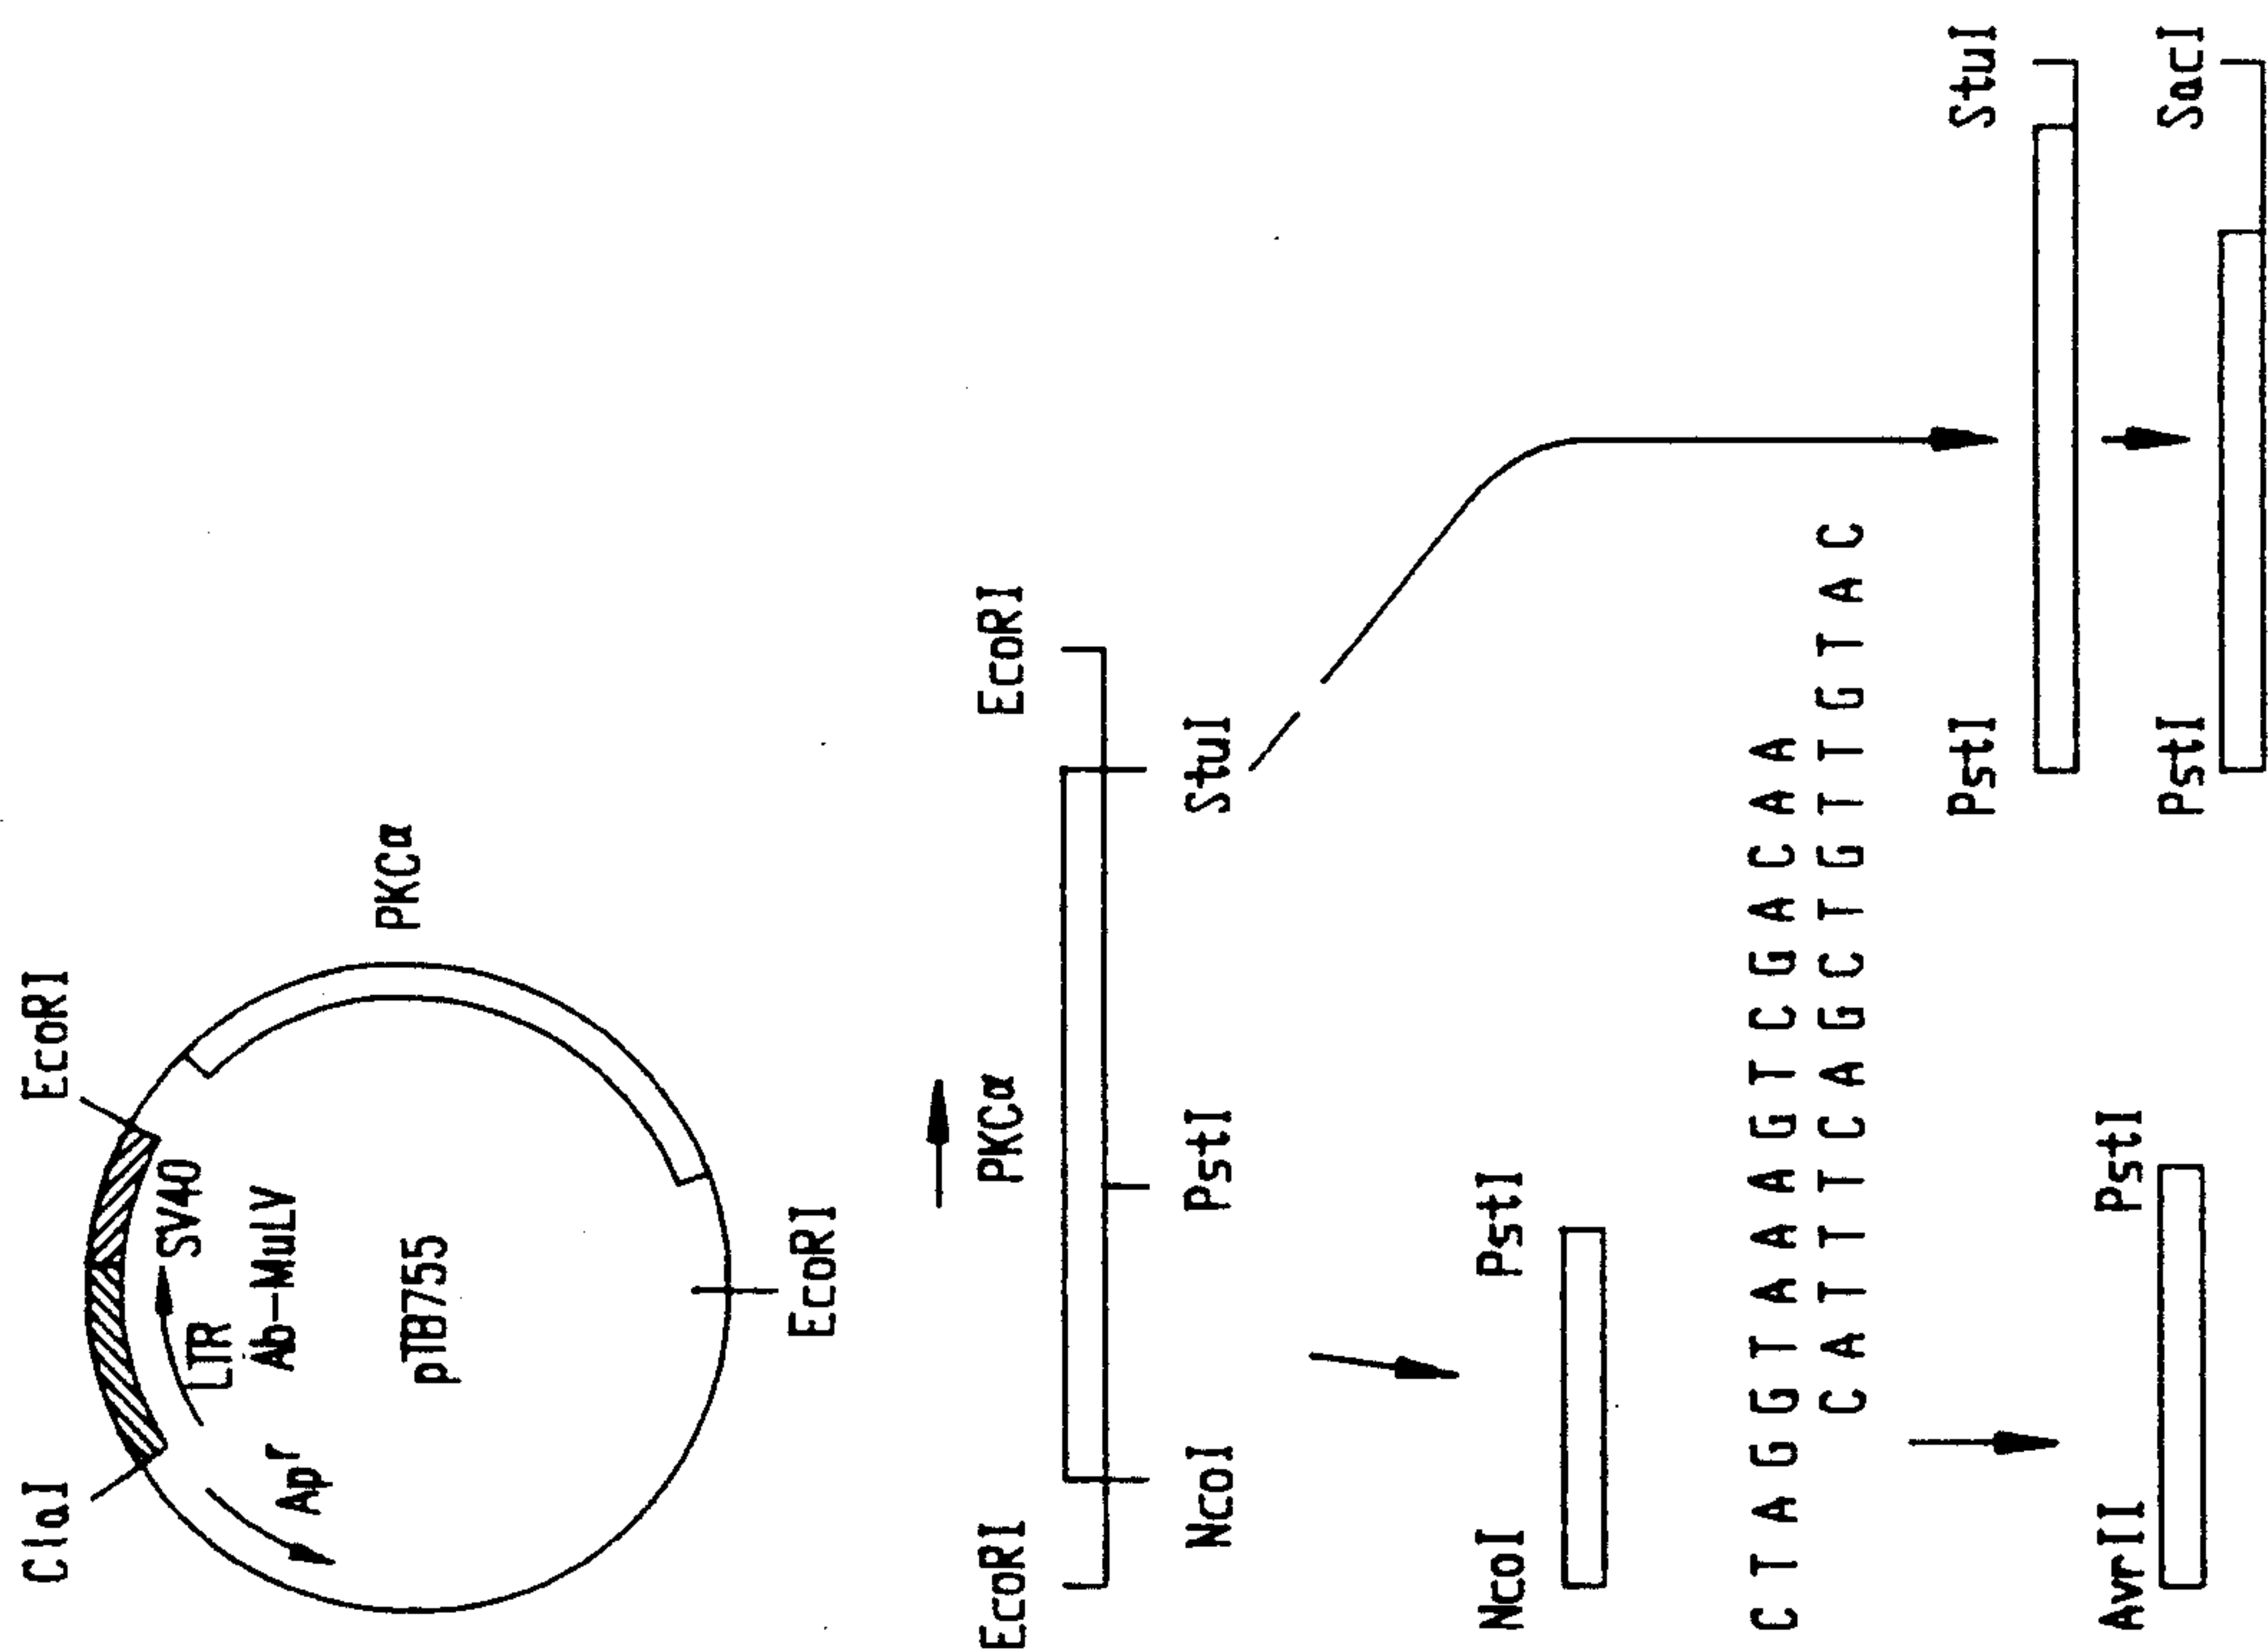 ClaI EcoRI
SV40
LTR
Ab-MuLV
Apʳ
PKCα
pTB755
EcoRI
EcoRI PKCα EcoRI
NcoI PstI StuI
NcoI PstI
C T A G G T A A A G T C G A C A A
C A T T T C A G C T G T T G T A C
PstI StuI
AvrII PstI
PstI SacI